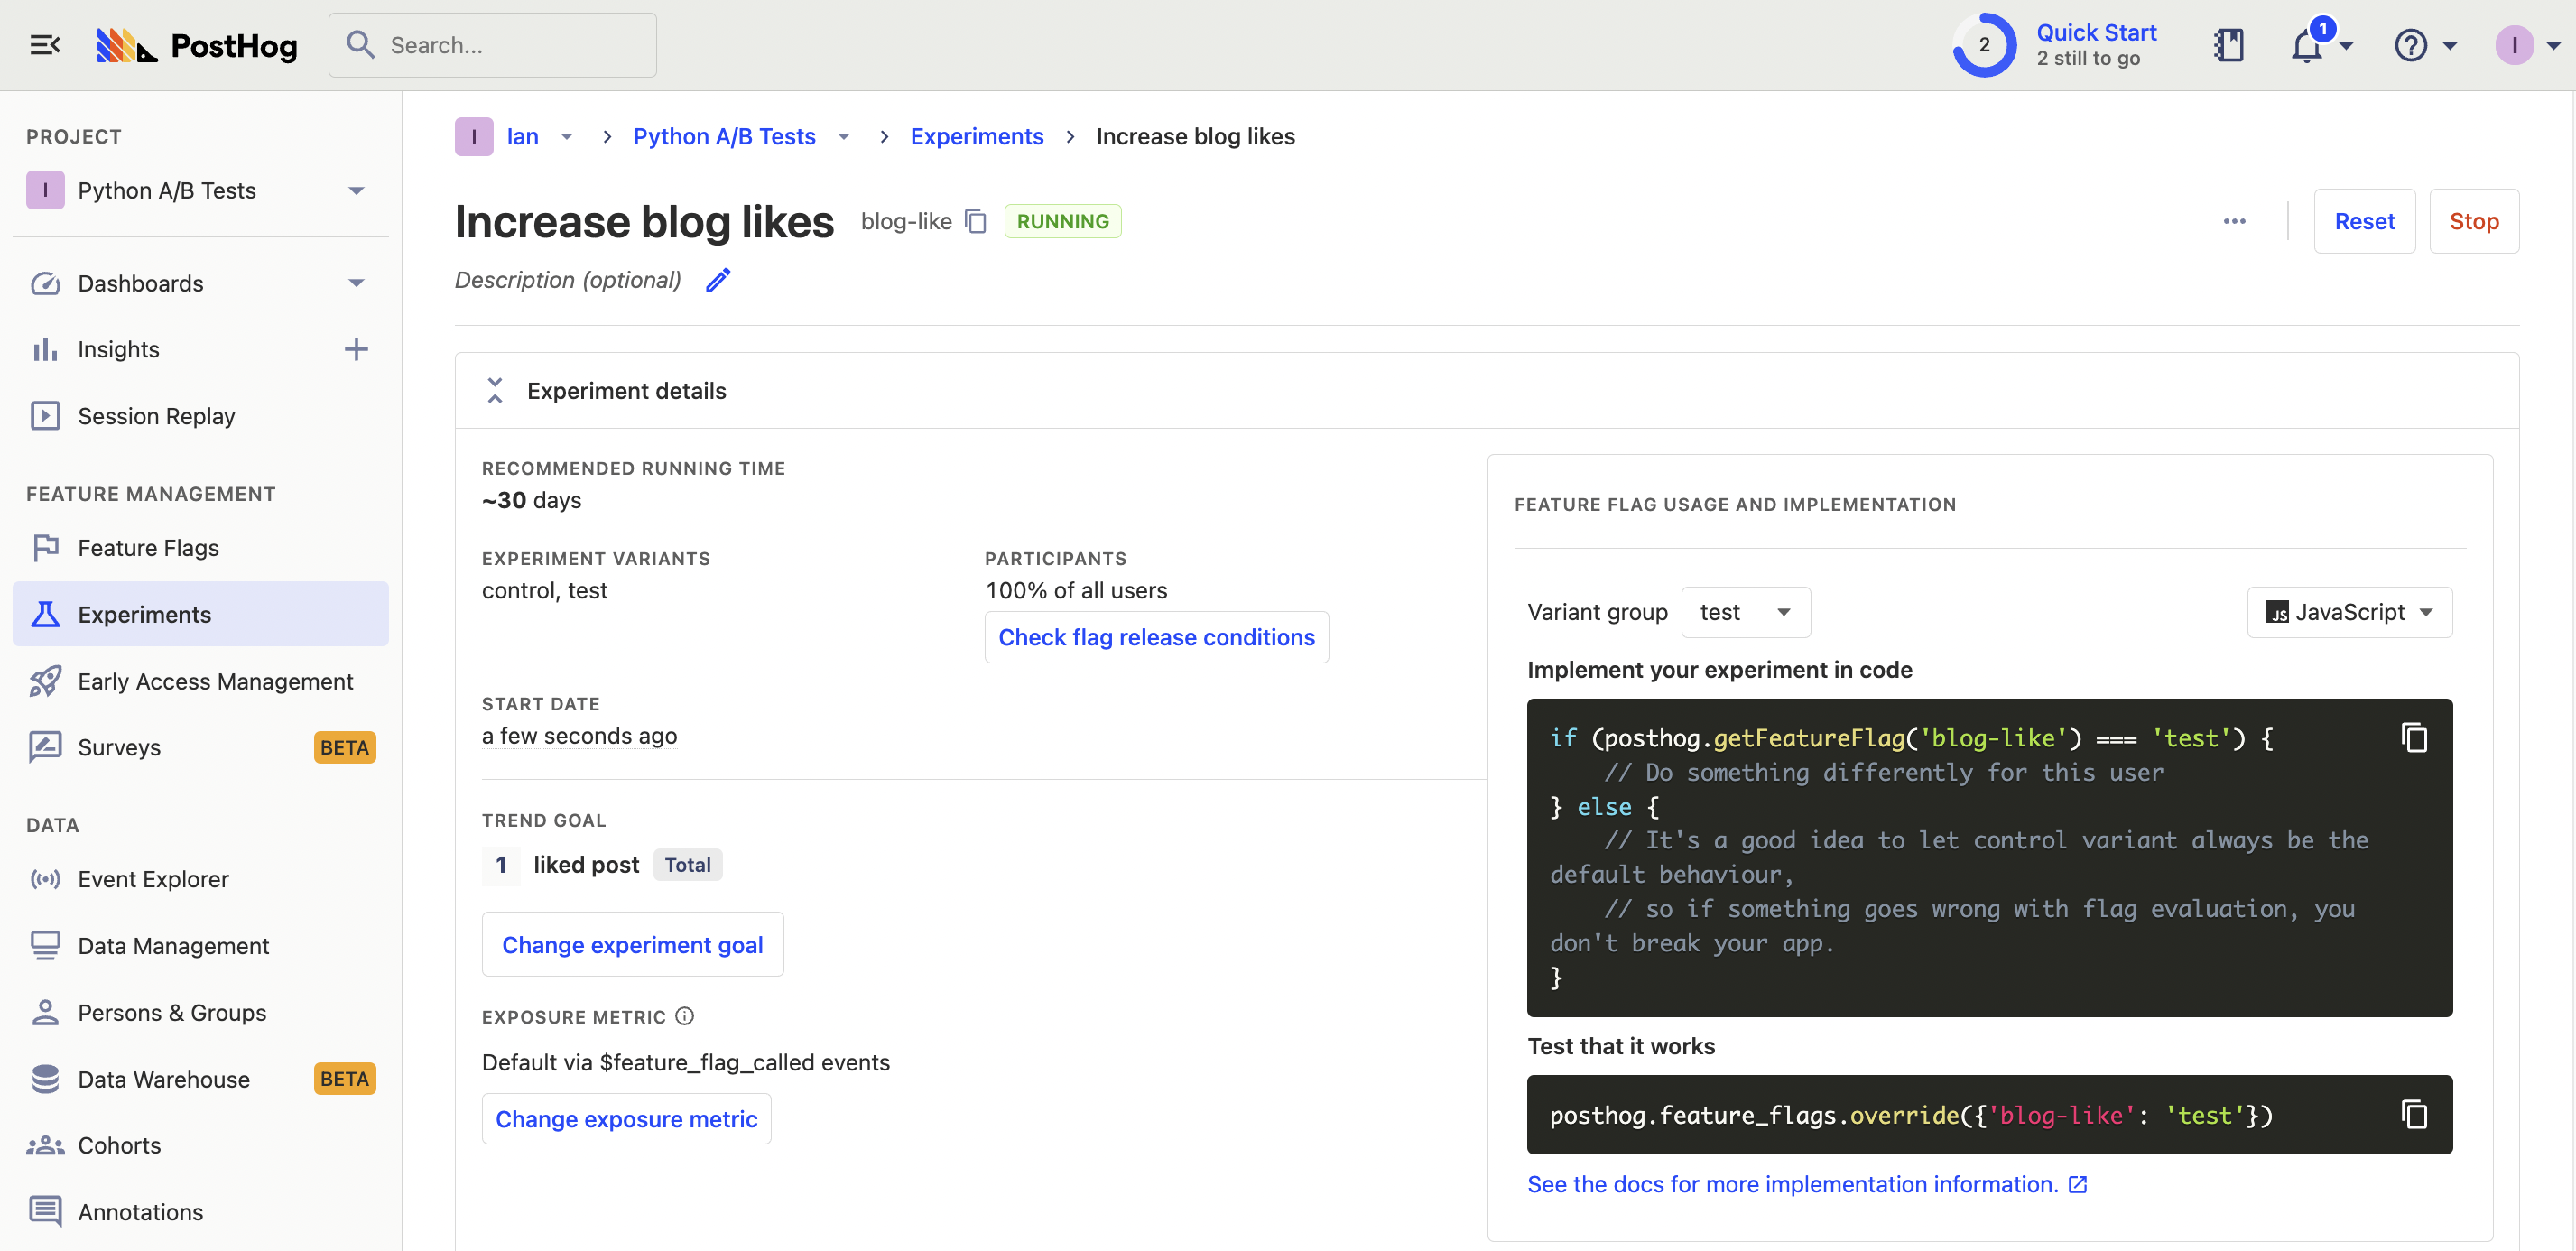 PostHog
Search...
2
Quick Start
2 still to go
1
I
PROJECT
I Python A/B Tests
Dashboards
Insights
Session Replay
FEATURE MANAGEMENT
Feature Flags
Experiments
Early Access Management
Surveys BETA
DATA
Event Explorer
Data Management
Persons & Groups
Data Warehouse BETA
Cohorts
Annotations
I Ian > Python A/B Tests > Experiments > Increase blog likes
Increase blog likes blog-like RUNNING
... Reset Stop
Description (optional)
Experiment details
RECOMMENDED RUNNING TIME
~30 days
EXPERIMENT VARIANTS
control, test
PARTICIPANTS
100% of all users
Check flag release conditions
START DATE
a few seconds ago
TREND GOAL
1 liked post Total
Change experiment goal
EXPOSURE METRIC
Default via $feature_flag_called events
Change exposure metric
FEATURE FLAG USAGE AND IMPLEMENTATION
Variant group test JS JavaScript
Implement your experiment in code
if (posthog.getFeatureFlag('blog-like') === 'test') {
// Do something differently for this user
} else {
// It's a good idea to let control variant always be the
default behaviour,
// so if something goes wrong with flag evaluation, you
don't break your app.
}
Test that it works
posthog.feature_flags.override({'blog-like': 'test'})
See the docs for more implementation information.